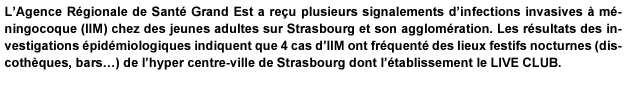 L’Agence Régionale de Santé Grand Est a reçu plusieurs signalements d’infections invasives à mé-
ningocoque (IIM) chez des jeunes adultes sur Strasbourg et son agglomération. Les résultats des in-
vestigations épidémiologiques indiquent que 4 cas d’IIM ont fréquenté des lieux festifs nocturnes (dis-
cothèques, bars…) de l’hyper centre-ville de Strasbourg dont l’établissement le LIVE CLUB.